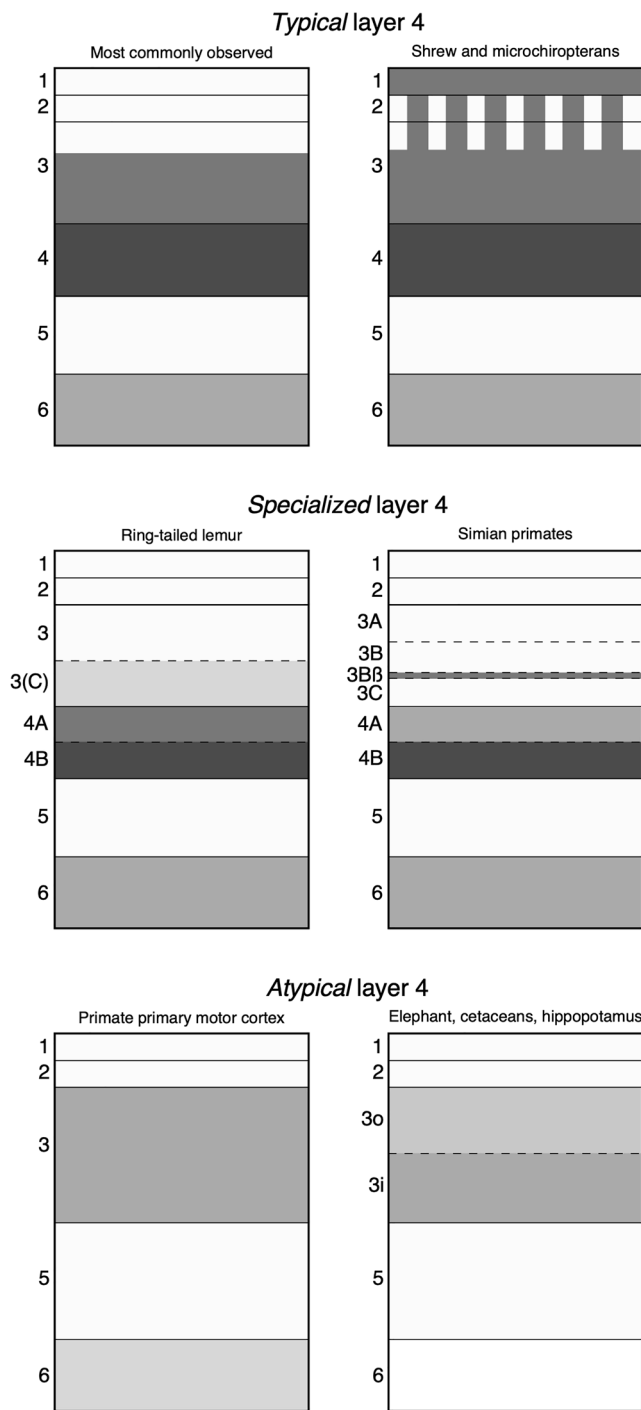 Typical layer 4
Most commonly observed
1
2
3
4
5
6
Shrew and microchiropterans
1
2
3
4
5
6
Specialized layer 4
Ring-tailed lemur
1
2
3
3(C)
4A
4B
5
6
Simian primates
1
2
3A
3B
3Bß
3C
4A
4B
5
6
Atypical layer 4
Primate primary motor cortex
1
2
3
5
6
Elephant, cetaceans, hippopotamus
1
2
3o
3i
5
6